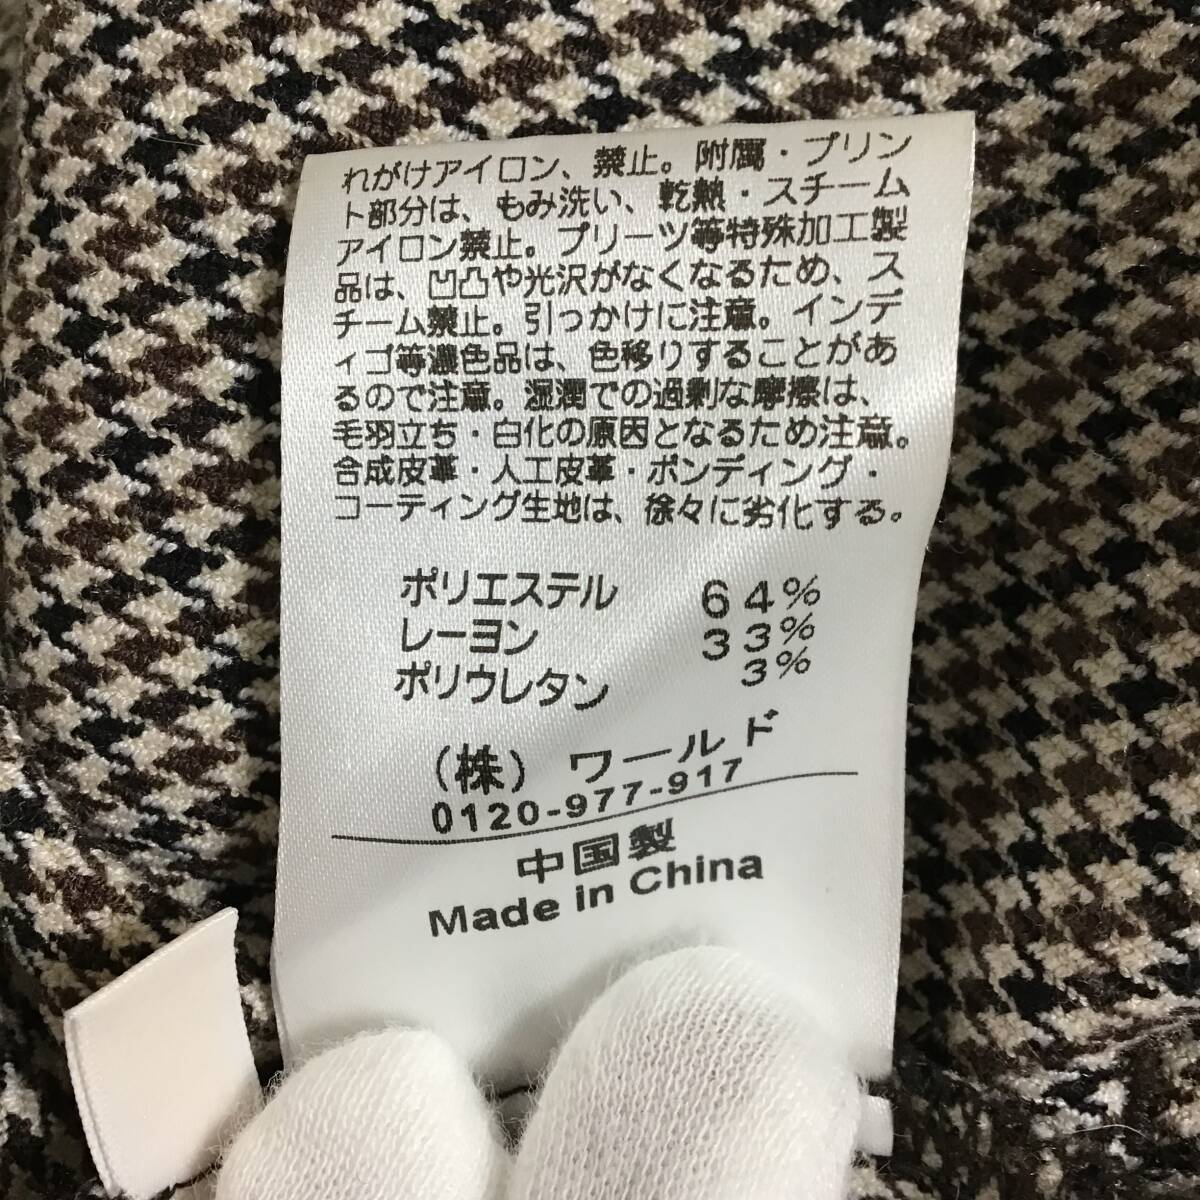 れがけアイロン、禁止。附属・プリン
ト部分は、もみ洗い、乾熱・スチーム
アイロン禁止。プリーツ等特殊加工製
品は、凹凸や光沢がなくなるため、ス
チーム禁止。引っかけに注意。インデ
ィゴ等濃色品は、色移りすることがあ
るので注意。湿潤での過剰な摩擦は、
毛羽立ち・白化の原因となるため注意。
合成皮革・人工皮革・ボンディング・
コーティング生地は、徐々に劣化する。
ポリエステル 64%
レーヨン 33%
ポリウレタン 3%
(株) ワールド
0120-977-917
中国製
Made in China